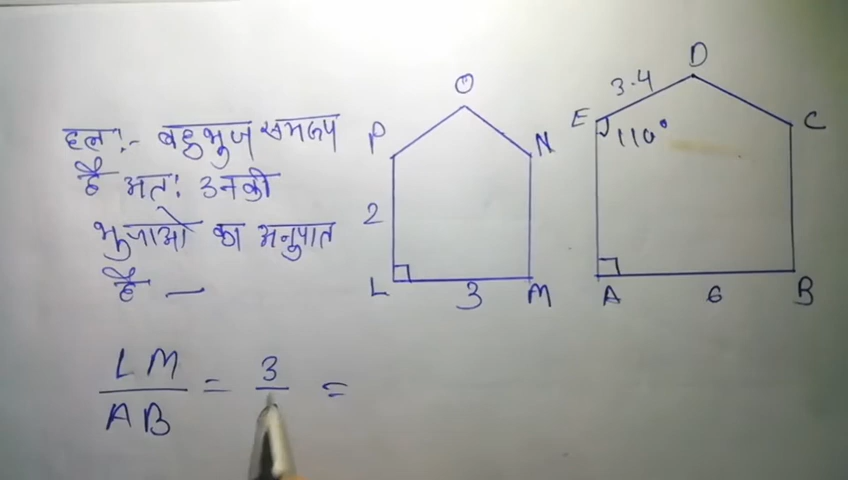 हल:- बहुभुज समरूप
है अत: उनकी
भुजाओ का अनुपात
है —
LM
AB
=
3
=
O
P
N
2
L
3
M
D
3.4
E
110°
C
A
6
B